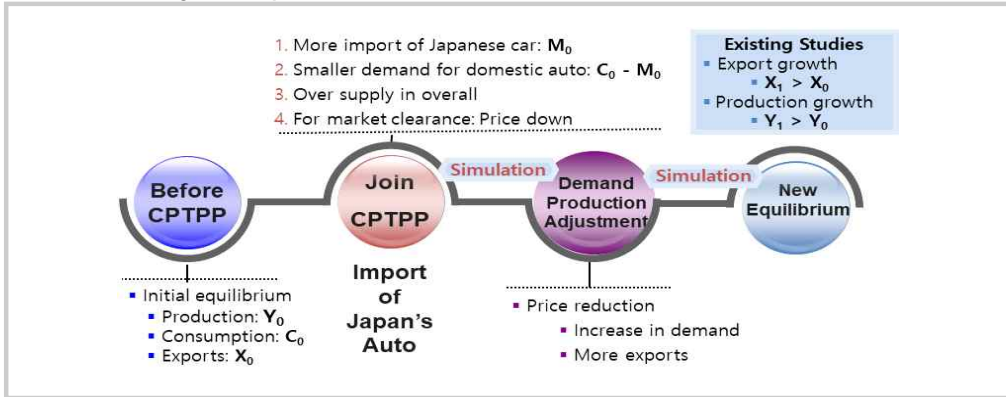 1. More import of Japanese car: M₀
2. Smaller demand for domestic auto: C₀ - M₀
3. Over supply in overall
4. For market clearance: Price down
Existing Studies
▪ Export growth
▪ X₁ > X₀
▪ Production growth
▪ Y₁ > Y₀
Before
CPTPP
Join
CPTPP
Simulation
Demand
Production
Adjustment
Simulation
New
Equilibrium
▪ Initial equilibrium
▪ Production: Y₀
▪ Consumption: C₀
▪ Exports: X₀
Import
of
Japan's
Auto
▪ Price reduction
▪ Increase in demand
▪ More exports